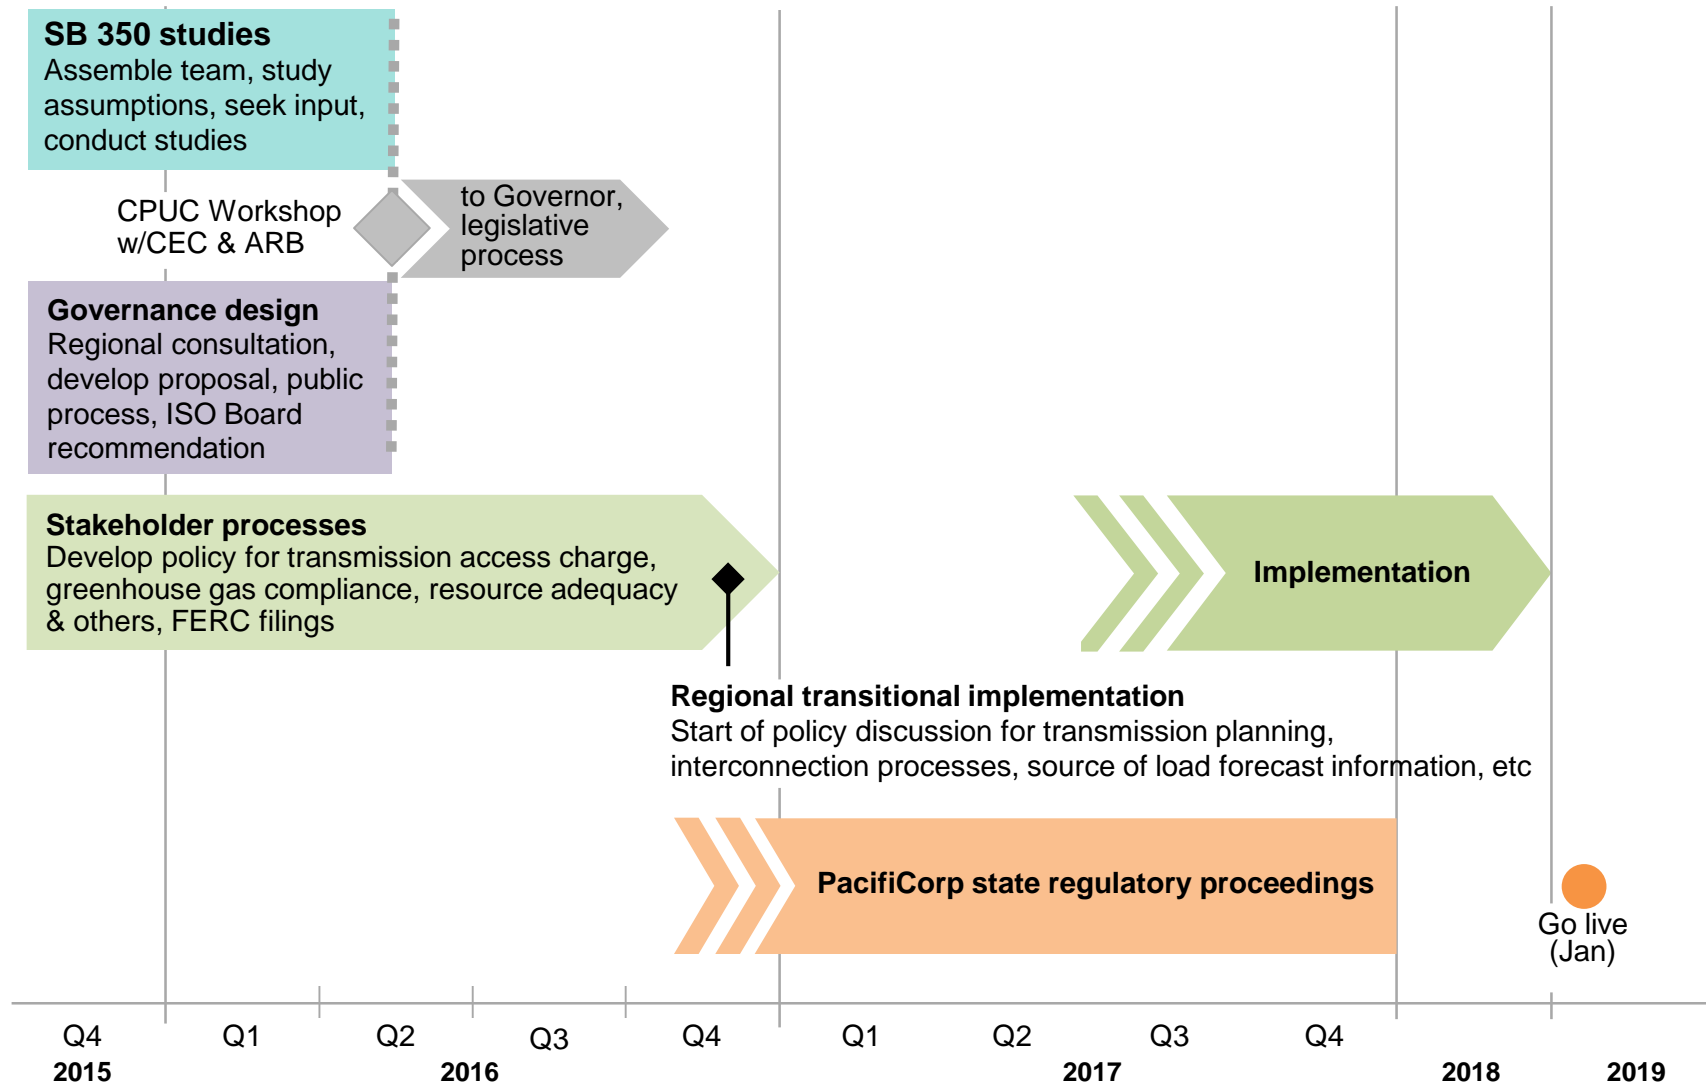 SB 350 studies
Assemble team, study
assumptions, seek input,
conduct studies
CPUC Workshop
w/CEC & ARB
to Governor,
legislative
process
Governance design
Regional consultation,
develop proposal, public
process, ISO Board
recommendation
Stakeholder processes
Develop policy for transmission access charge,
greenhouse gas compliance, resource adequacy
& others, FERC filings
Implementation
Regional transitional implementation
Start of policy discussion for transmission planning,
interconnection processes, source of load forecast information, etc
PacifiCorp state regulatory proceedings
Go live
(Jan)
Q4 Q1 Q2 Q3 Q4 Q1 Q2 Q3 Q4
2015 2016 2017 2018 2019